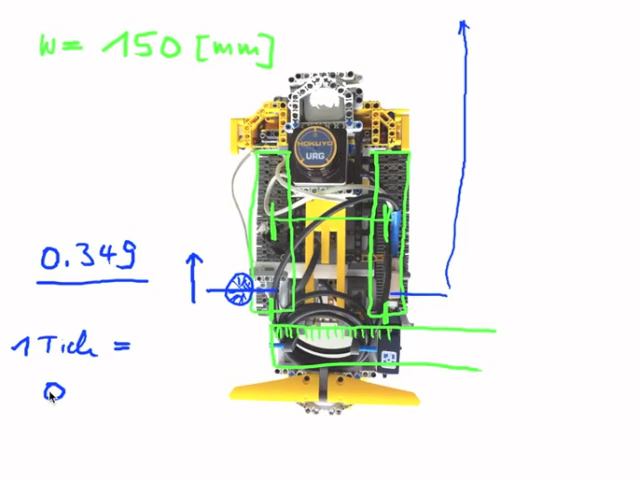 w = 150 [mm]
HOKUYO
URG
0.349
1 Tick =
0